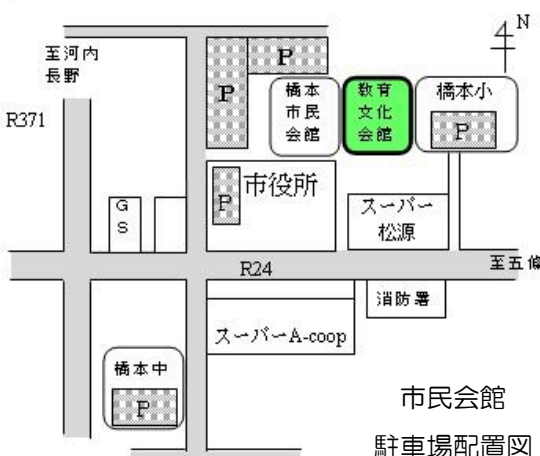 N
至河内
長野
R371
P
P
橋本
市民
会館
教育
文化
会館
橋本小
P
市役所
P
G
S
スーパー
松源
R24
至五條
消防署
スーパーA-coop
橋本中
P
市民会館
駐車場配置図